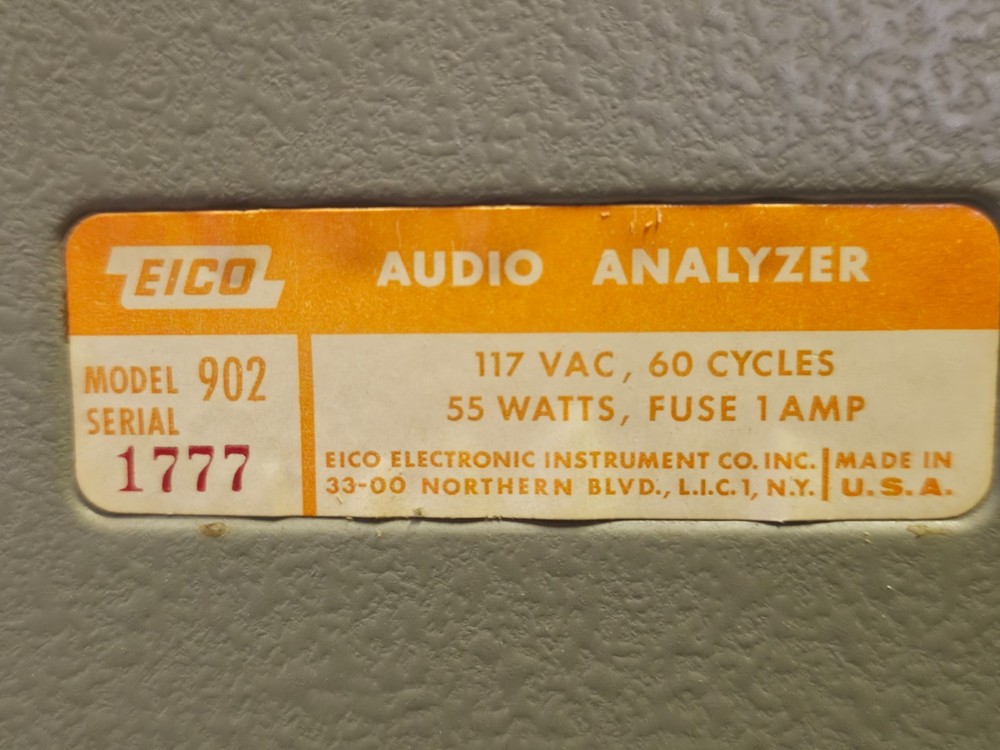 EICO AUDIO ANALYZER
MODEL 902
SERIAL
1777
117 VAC, 60 CYCLES
55 WATTS, FUSE 1 AMP
EICO ELECTRONIC INSTRUMENT CO. INC.
33-00 NORTHERN BLVD., L.I.C. 1, N.Y.
MADE IN
U.S.A.